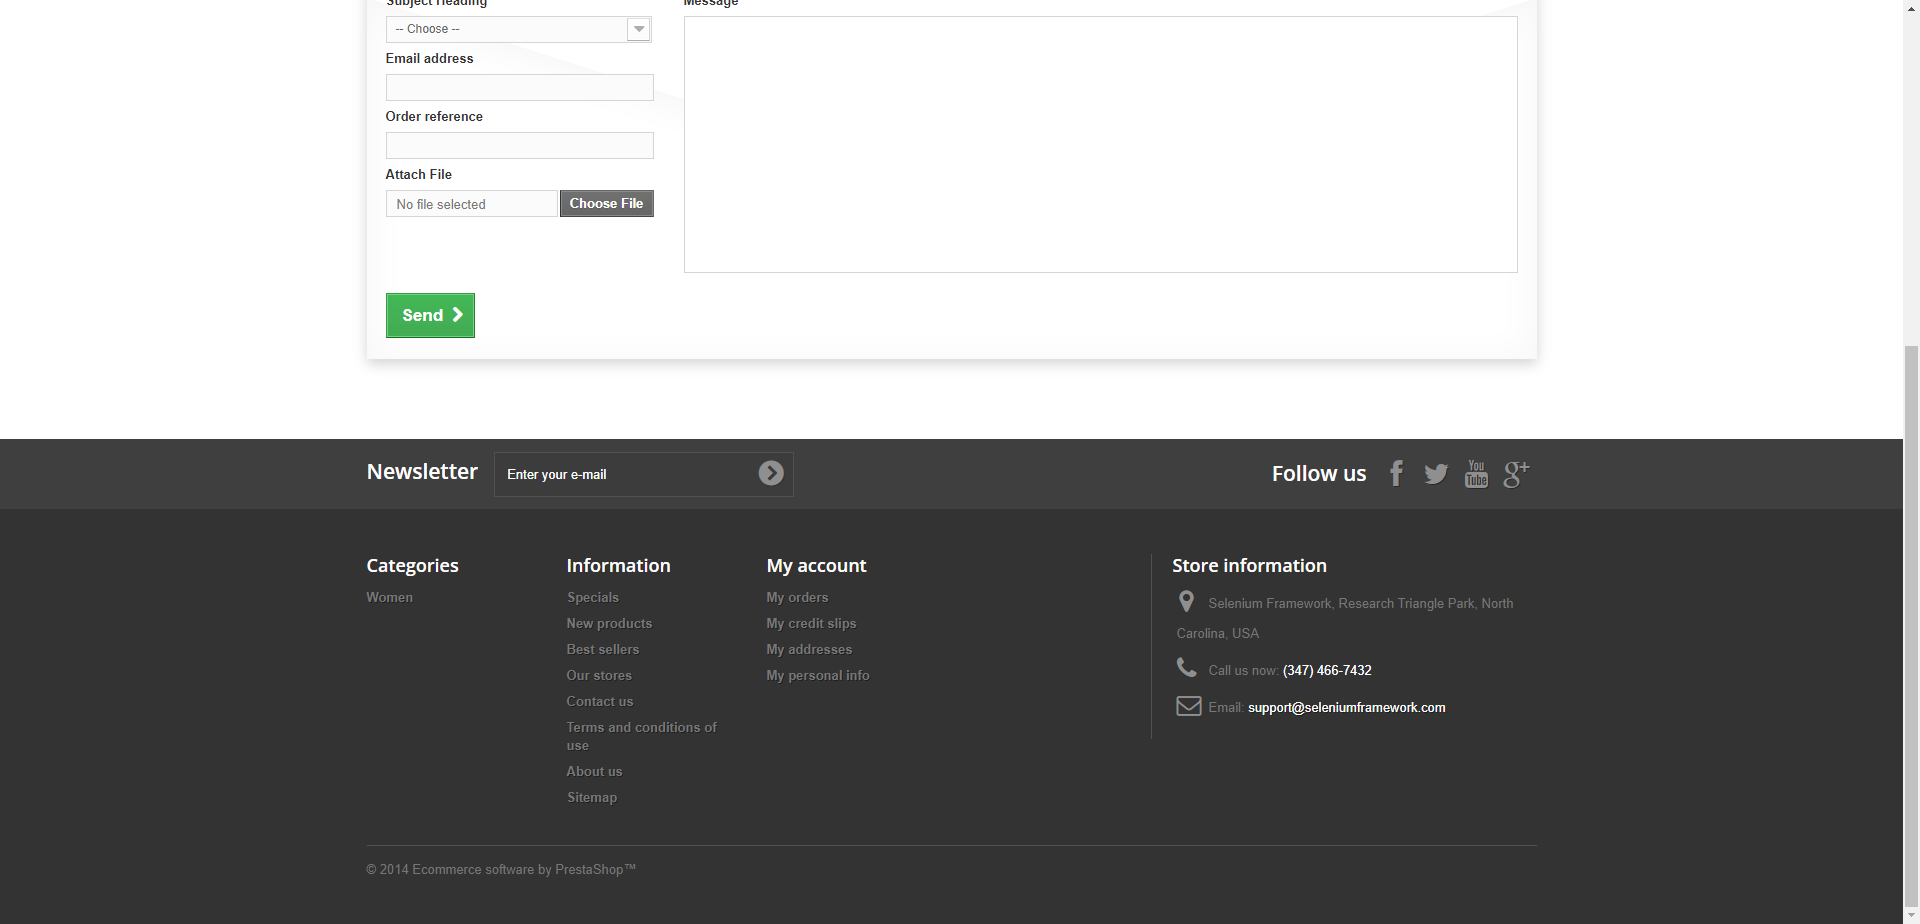 Subject Heading
Message
-- Choose --
Email address
Order reference
Attach File
No file selected
Choose File
Send
Newsletter
Enter your e-mail
Follow us
You
Tube
g+
Categories
Women
Information
Specials
New products
Best sellers
Our stores
Contact us
Terms and conditions of
use
About us
Sitemap
My account
My orders
My credit slips
My addresses
My personal info
Store information
Selenium Framework, Research Triangle Park, North
Carolina, USA
Call us now: (347) 466-7432
Email: support@seleniumframework.com
© 2014 Ecommerce software by PrestaShop™